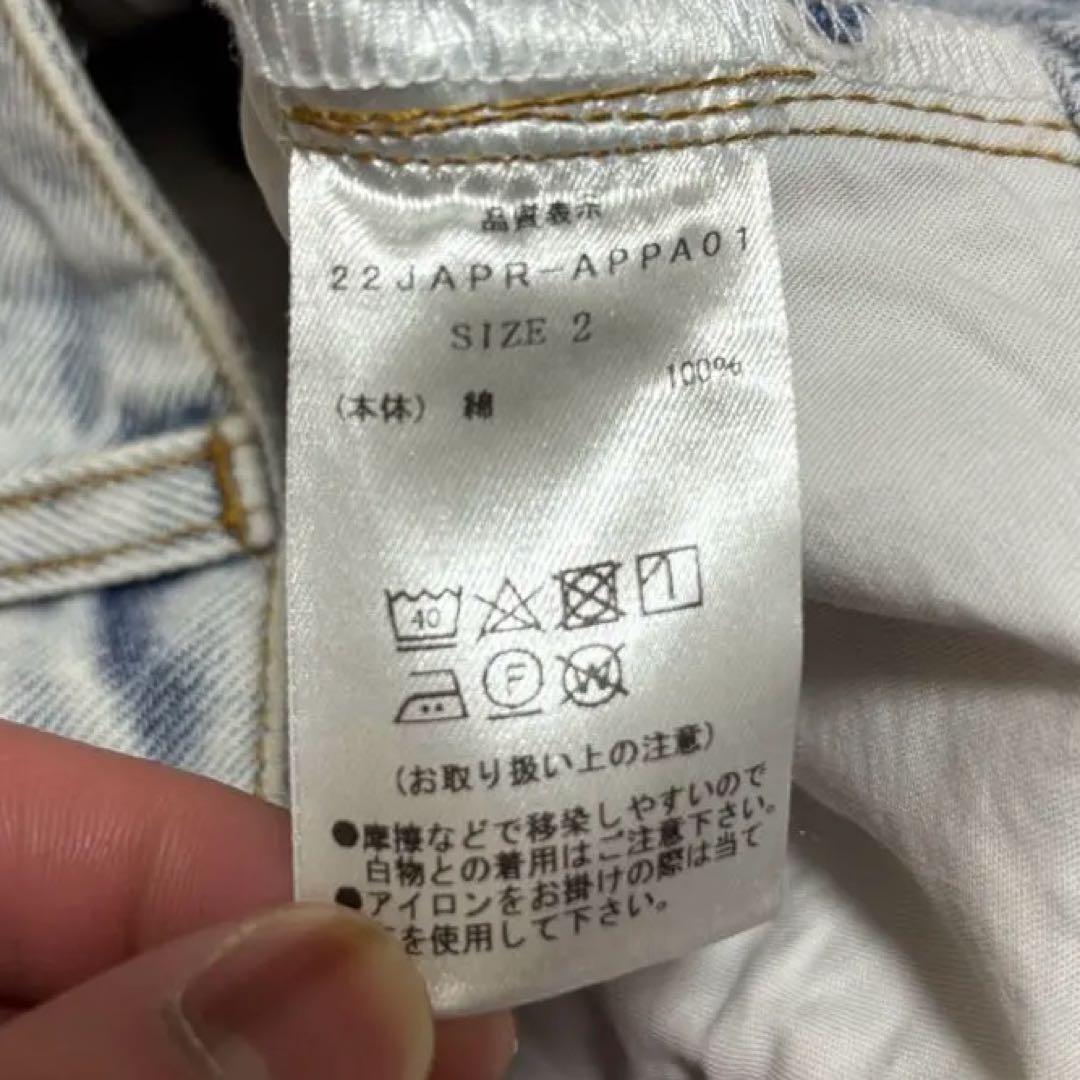 品質表示
22JAPR-APPA01
SIZE 2
(本体) 綿 100%
40
F W
(お取り扱い上の注意)
●摩擦などで移染しやすいので
白物との着用はご注意下さい。
●アイロンをお掛けの際は当て
を使用して下さい。